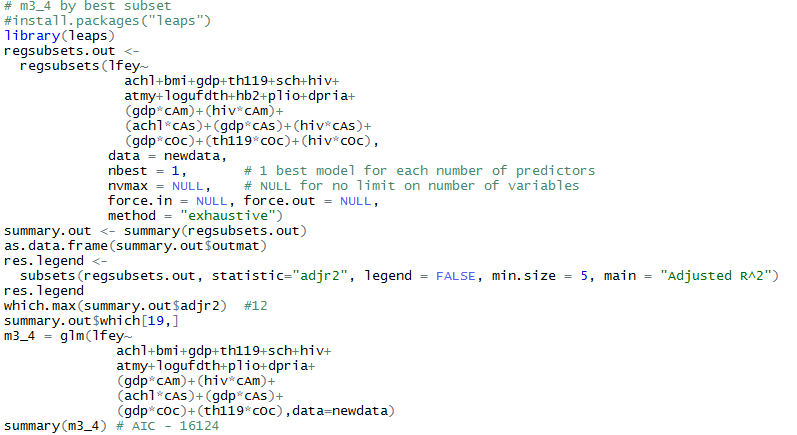 # m3_4 by best subset
#install.packages("leaps")
library(leaps)
regsubsets.out <-
  regsubsets(lfey~
               achl+bmi+gdp+th119+sch+hiv+
               atmy+logufdth+hb2+plio+dpria+
               (gdp*cAm)+(hiv*cAm)+
               (achl*cAs)+(gdp*cAs)+(hiv*cAs)+
               (gdp*cOc)+(th119*cOc)+(hiv*cOc),
             data = newdata,
             nbest = 1,       # 1 best model for each number of predictors
             nvmax = NULL,    # NULL for no limit on number of variables
             force.in = NULL, force.out = NULL,
             method = "exhaustive")
summary.out <- summary(regsubsets.out)
as.data.frame(summary.out$outmat)
res.legend <-
  subsets(regsubsets.out, statistic="adjr2", legend = FALSE, min.size = 5, main = "Adjusted R^2")
res.legend
which.max(summary.out$adjr2)  #12
summary.out$which[19,]
m3_4 = glm(lfey~
              achl+bmi+gdp+th119+sch+hiv+
              atmy+logufdth+plio+dpria+
              (gdp*cAm)+(hiv*cAm)+
              (achl*cAs)+(gdp*cAs)+
              (gdp*cOc)+(th119*cOc),data=newdata)
summary(m3_4) # AIC - 16124